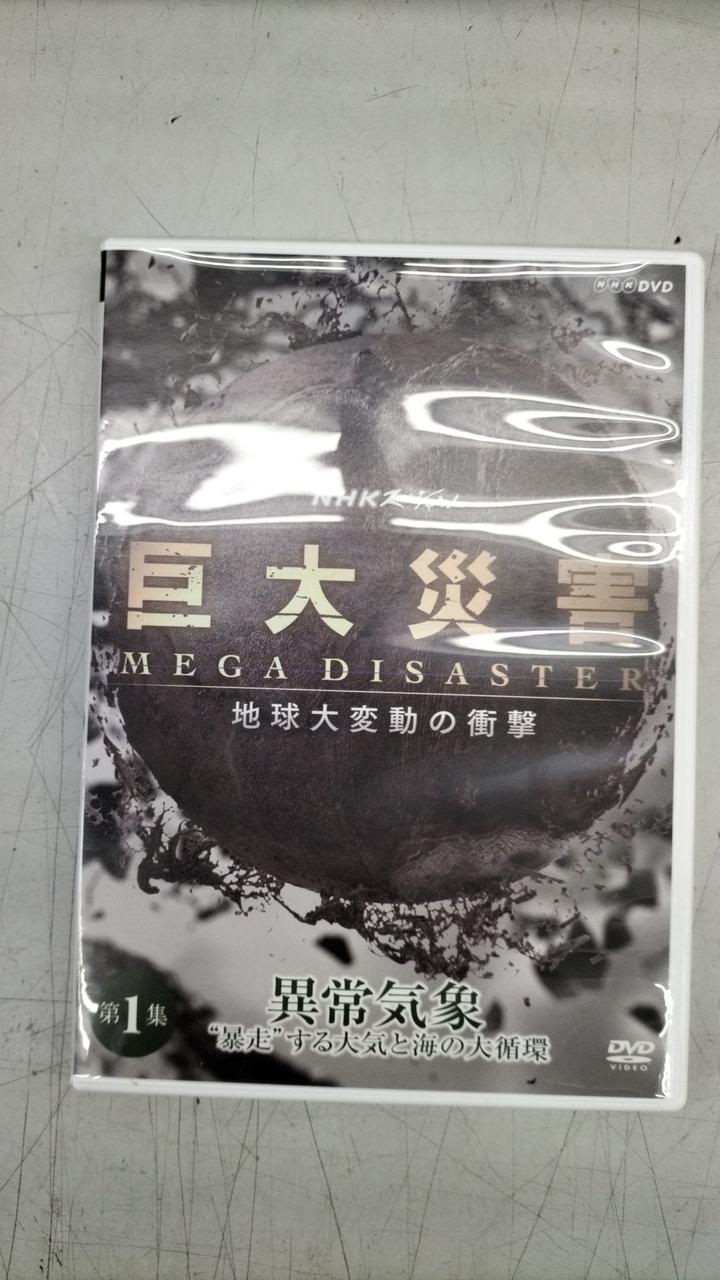 NHK DVD
NHKスペシャル
巨大災害
MEGA DISASTER
地球大変動の衝撃
第1集
異常気象
“暴走”する大気と海の大循環
DVD
VIDEO